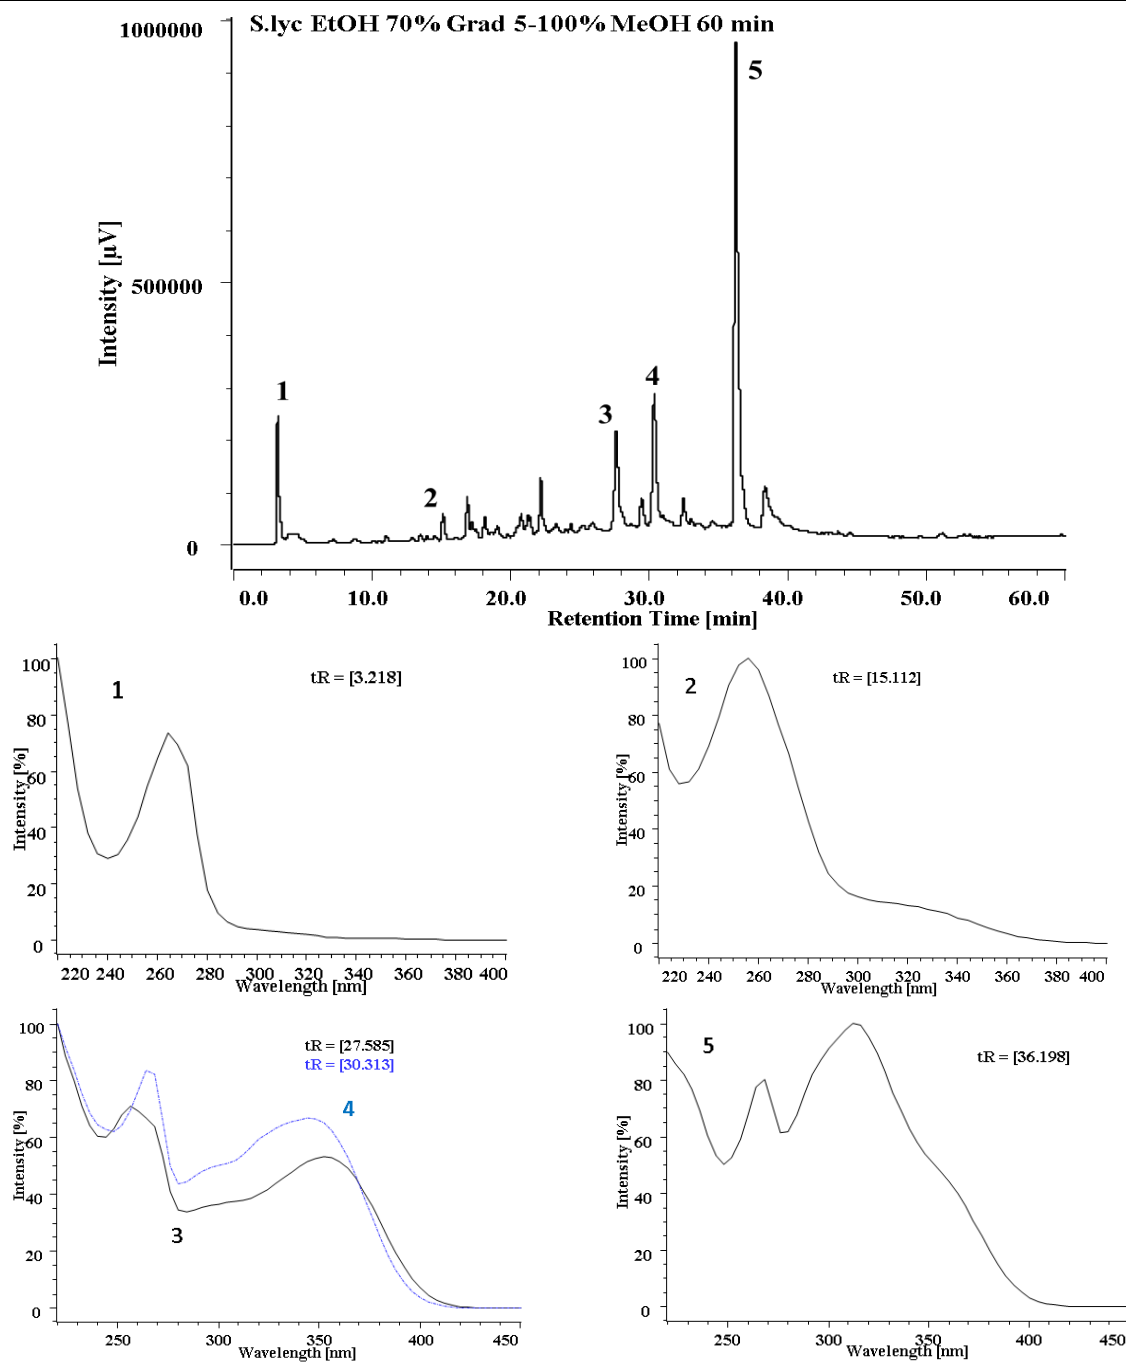 S.lyc EtOH 70% Grad 5-100% MeOH 60 min
1000000
500000
0
Intensity [µV]
1
2
3
4
5
0.0 10.0 20.0 30.0 40.0 50.0 60.0
Retention Time [min]
1
tR = [3.218]
100
80
60
40
20
0
Intensity [%]
220 240 260 280 300 320 340 360 380 400
Wavelength [nm]
2
tR = [15.112]
100
80
60
40
20
0
Intensity [%]
220 240 260 280 300 320 340 360 380 400
Wavelength [nm]
tR = [27.585]
tR = [30.313]
4
3
100
80
60
40
20
0
Intensity [%]
250 300 350 400 450
Wavelength [nm]
5
tR = [36.198]
100
80
60
40
20
0
Intensity [%]
250 300 350 400 450
Wavelength [nm]